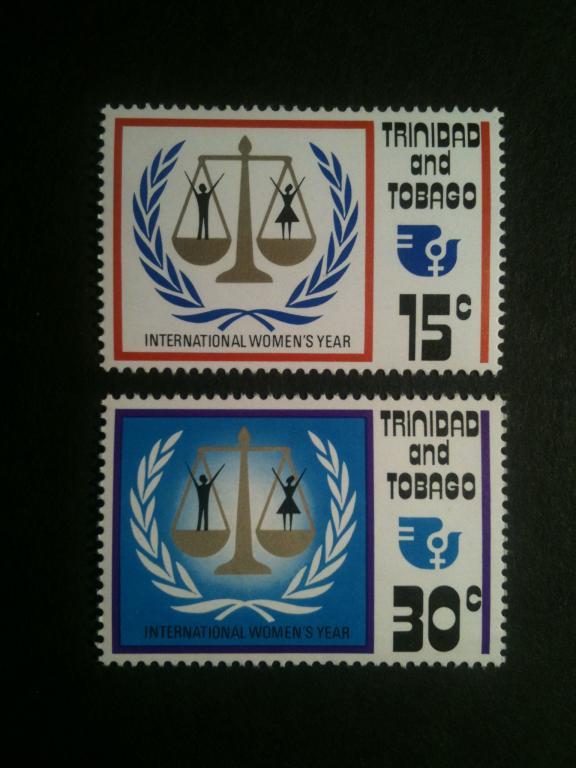 TRINIDAD
and
TOBAGO
15c
INTERNATIONAL WOMEN'S YEAR
TRINIDAD
and
TOBAGO
30c
INTERNATIONAL WOMEN'S YEAR